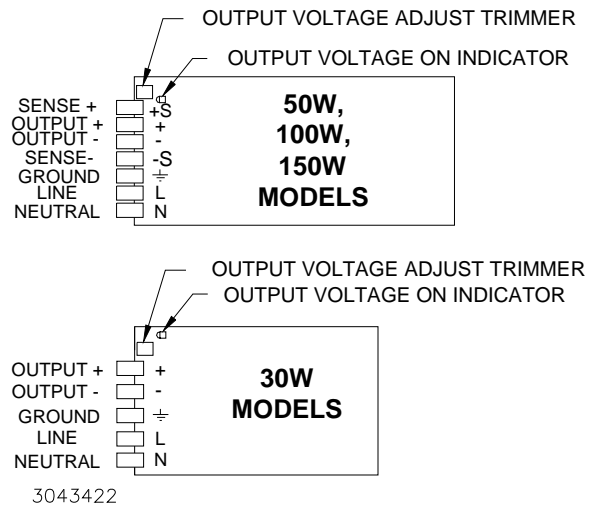 OUTPUT VOLTAGE ADJUST TRIMMER
OUTPUT VOLTAGE ON INDICATOR
SENSE + +S
OUTPUT + +
OUTPUT - -
SENSE- -S
GROUND ⏚
LINE L
NEUTRAL N
50W,
100W,
150W
MODELS
OUTPUT VOLTAGE ADJUST TRIMMER
OUTPUT VOLTAGE ON INDICATOR
OUTPUT + +
OUTPUT - -
GROUND ⏚
LINE L
NEUTRAL N
30W
MODELS
3043422